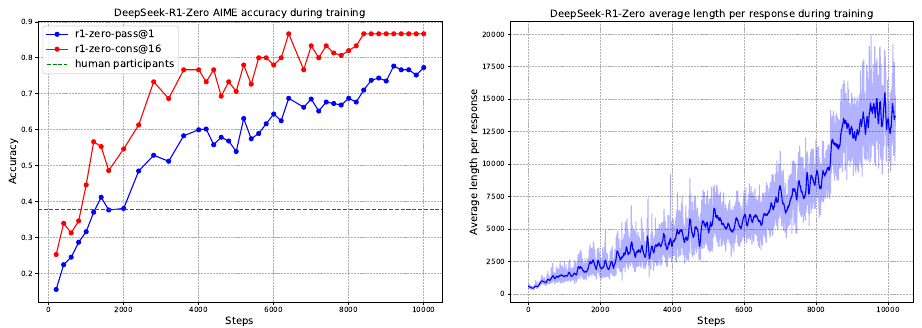 DeepSeek-R1-Zero AIME accuracy during training
0.9
0.8
0.7
0.6
0.5
0.4
0.3
0.2
Accuracy
r1-zero-pass@1
r1-zero-cons@16
human participants
0 2000 4000 6000 8000 10000
Steps
DeepSeek-R1-Zero average length per response during training
20000
17500
15000
12500
10000
7500
5000
2500
0
Average length per response
0 2000 4000 6000 8000 10000
Steps